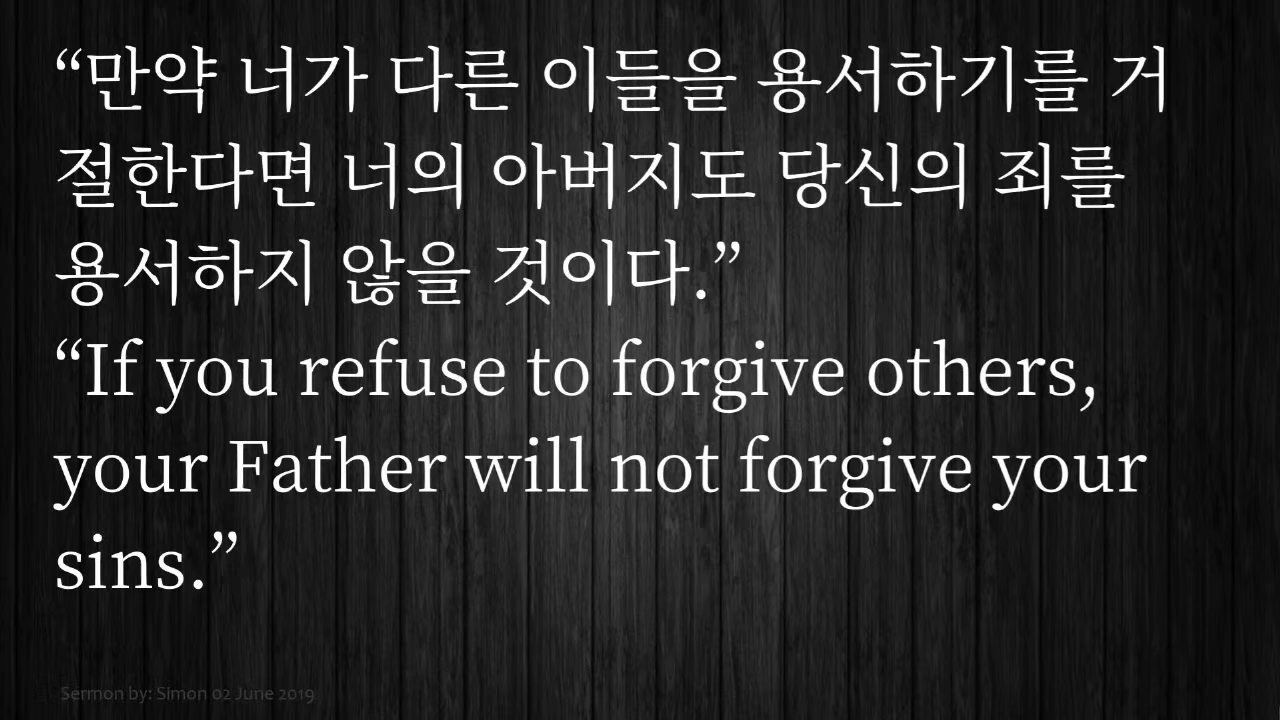 “만약 너가 다른 이들을 용서하기를 거
절한다면 너의 아버지도 당신의 죄를
용서하지 않을 것이다.”
“If you refuse to forgive others,
your Father will not forgive your
sins.”
Sermon by: Simon 02 June 2019